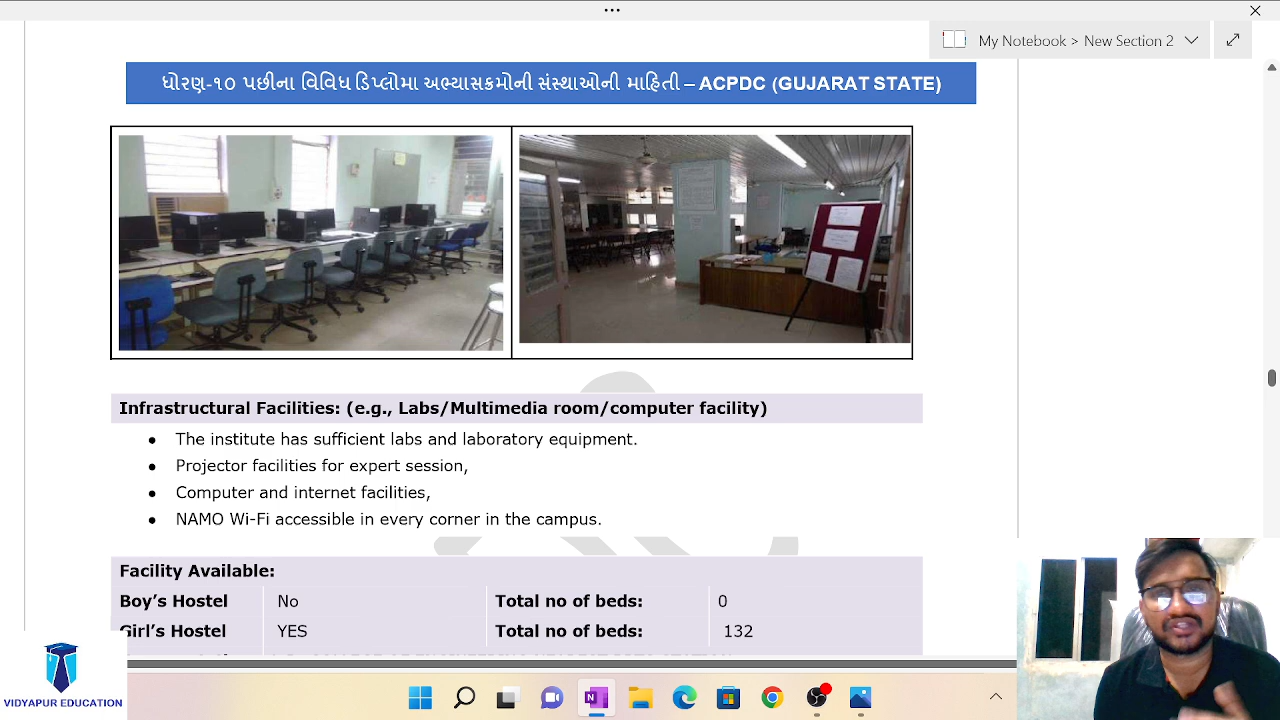 My Notebook > New Section 2
ધોરણ-૧૦ પછીના વિવિધ ડિપ્લોમા અભ્યાસક્રમોની સંસ્થાઓની માહિતી – ACPDC (GUJARAT STATE)
Infrastructural Facilities: (e.g., Labs/Multimedia room/computer facility)
● The institute has sufficient labs and laboratory equipment.
● Projector facilities for expert session,
● Computer and internet facilities,
● NAMO Wi-Fi accessible in every corner in the campus.
Facility Available:
Boy's Hostel No Total no of beds: 0
Girl's Hostel YES Total no of beds: 132
VIDYAPUR EDUCATION